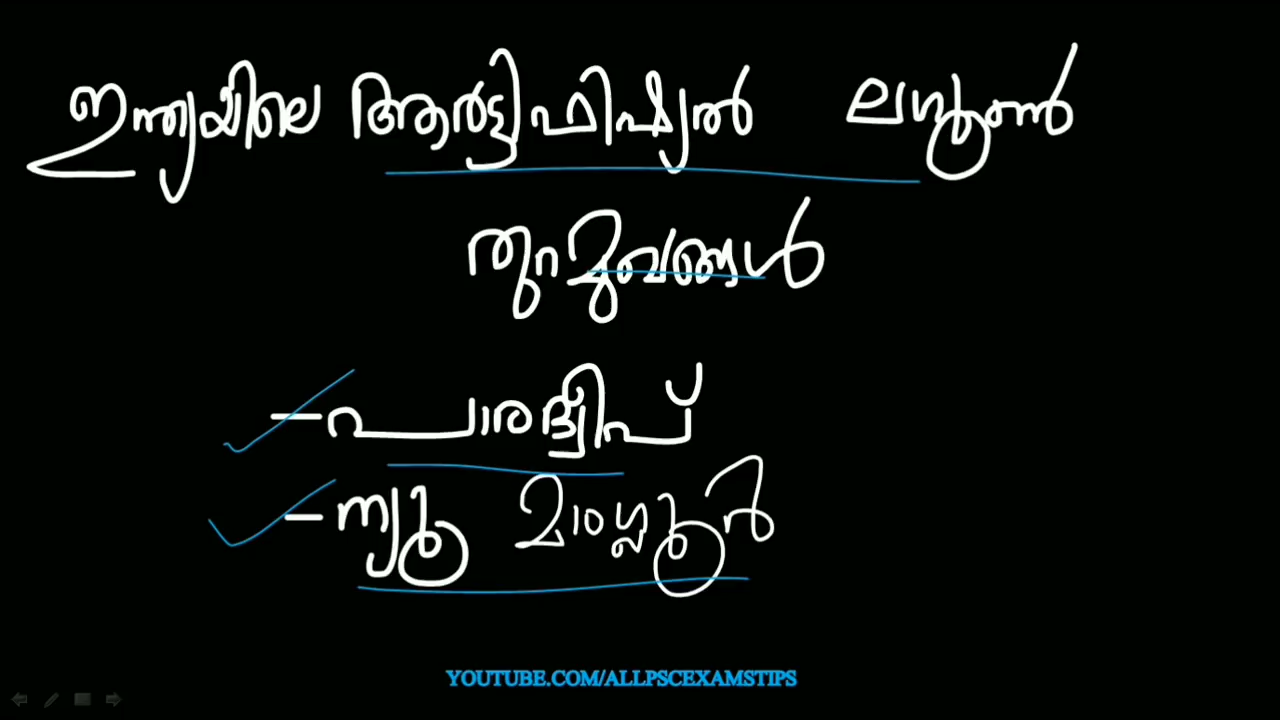 ഇന്ത്യയിലെ ആർട്ടിഫിഷ്യൽ ലഗൂൺ
തുറമുഖങ്ങൾ
– പാരദ്വീപ്
– ന്യൂ മാംഗ്ലൂർ
YOUTUBE.COM/ALLPSCEXAMSTIPS